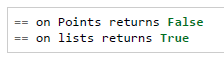 == on Points returns False
== on lists returns True